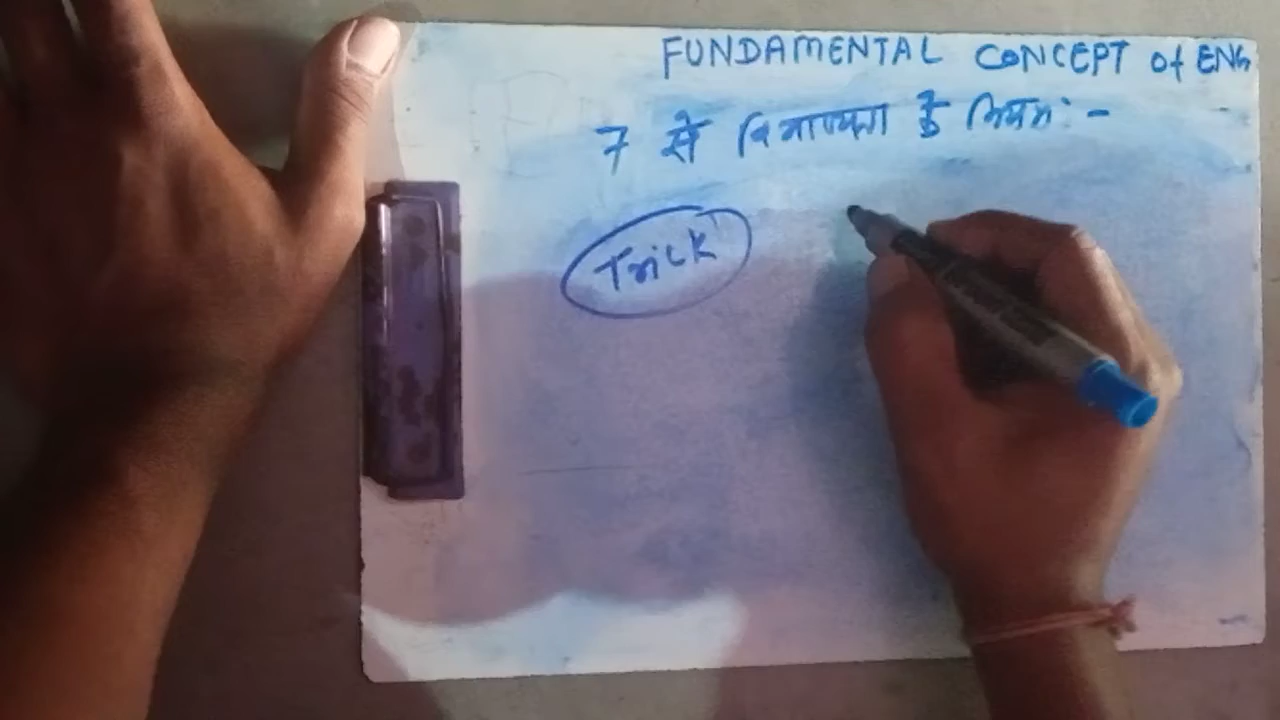 FUNDAMENTAL CONCEPT Of ENG
7 से विभाज्यता के नियम:-
Trick